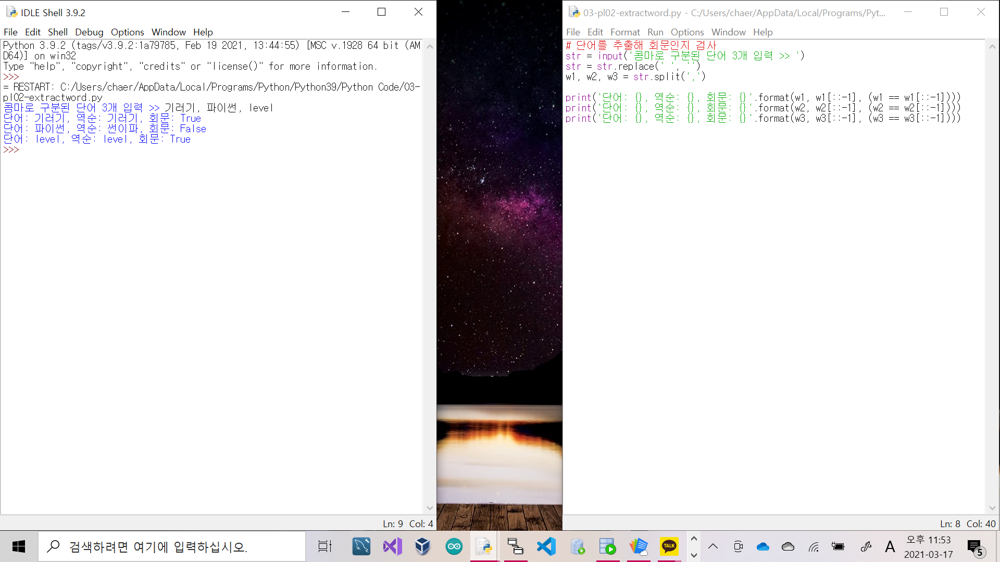 IDLE Shell 3.9.2
File Edit Shell Debug Options Window Help
Python 3.9.2 (tags/v3.9.2:1a79785, Feb 19 2021, 13:44:55) [MSC v.1928 64 bit (AM
D64)] on win32
Type "help", "copyright", "credits" or "license()" for more information.
>>>
= RESTART: C:/Users/chaer/AppData/Local/Programs/Python/Python39/Python Code/03-
pl02-extractword.py
콤마로 구분된 단어 3개 입력 >> 기러기, 파이썬, level
단어: 기러기, 역순: 기러기, 회문: True
단어: 파이썬, 역순: 썬이파, 회문: False
단어: level, 역순: level, 회문: True
>>>
Ln: 9 Col: 4
03-pl02-extractword.py - C:/Users/chaer/AppData/Local/Programs/Pyt...
File Edit Format Run Options Window Help
# 단어를 추출해 회문인지 검사
str = input('콤마로 구분된 단어 3개 입력 >> ')
str = str.replace(' ', '')
w1, w2, w3 = str.split(',')
print('단어: {}, 역순: {}, 회문: {}'.format(w1, w1[::-1], (w1 == w1[::-1])))
print('단어: {}, 역순: {}, 회문: {}'.format(w2, w2[::-1], (w2 == w2[::-1])))
print('단어: {}, 역순: {}, 회문: {}'.format(w3, w3[::-1], (w3 == w3[::-1])))
Ln: 8 Col: 40
검색하려면 여기에 입력하십시오.
TALK
A
오후 11:53
2021-03-17
5